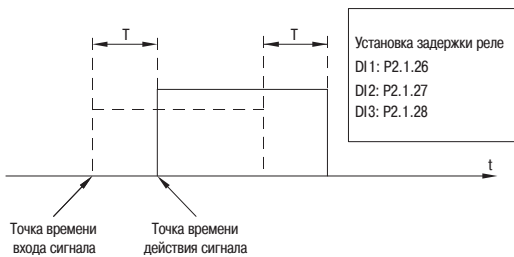 T
T
Установка задержки реле
DI1: P2.1.26
DI2: P2.1.27
DI3: P2.1.28
t
Точка времени
входа сигнала
Точка времени
действия сигнала